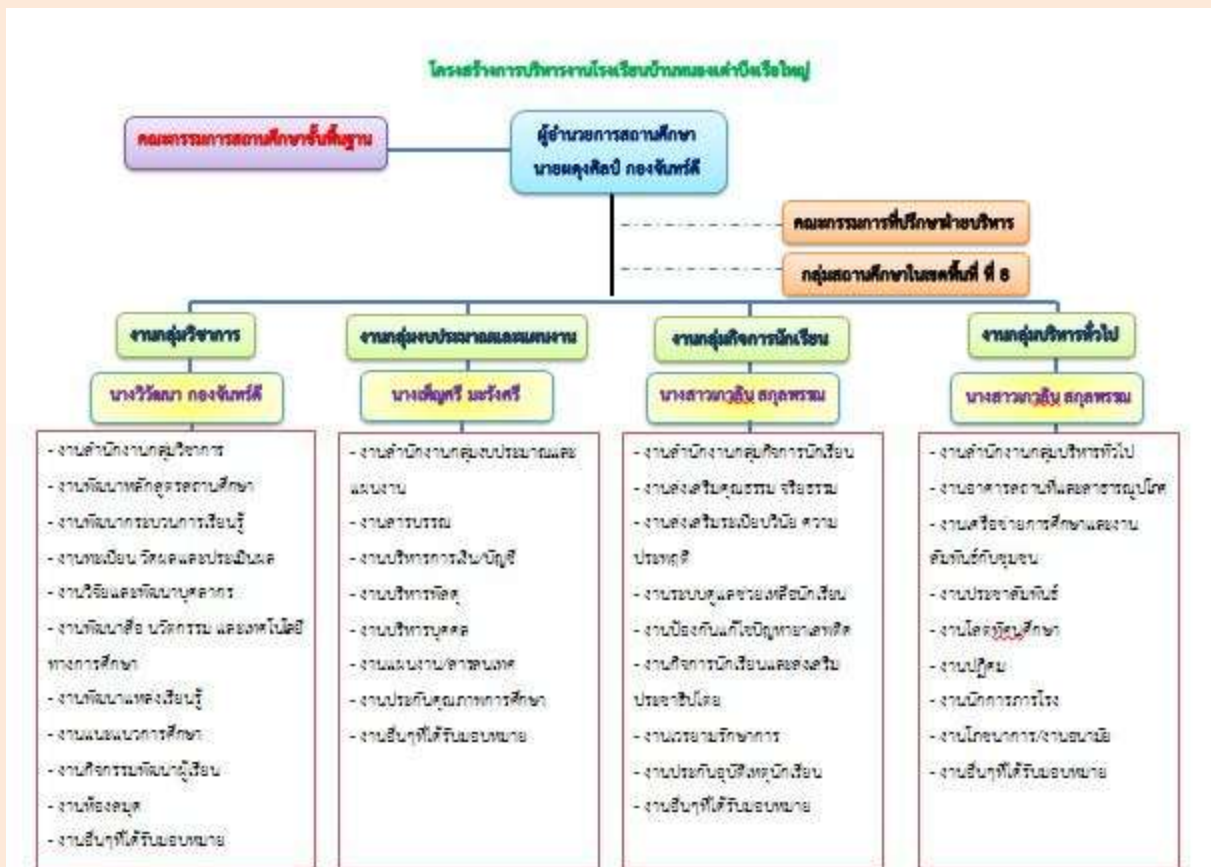 โครงสร้างการบริหารงานโรงเรียนบ้านหนองเต่าบึงเรือใหญ่
คณะกรรมการสถานศึกษาขั้นพื้นฐาน
ผู้อำนวยการสถานศึกษา
นายผดุงศิลป์ กองจันทร์ดี
คณะกรรมการที่ปรึกษาฝ่ายบริหาร
กลุ่มสถานศึกษาในเขตพื้นที่ ที่ 8
งานกลุ่มวิชาการ
นางวิวัฒนา กองจันทร์ดี
- งานสำนักงานกลุ่มวิชาการ
- งานพัฒนาหลักสูตรสถานศึกษา
- งานพัฒนากระบวนการเรียนรู้
- งานทะเบียน วัดผลและประเมินผล
- งานวิจัยและพัฒนาบุคลากร
- งานพัฒนาสื่อ นวัตกรรม และเทคโนโลยี
ทางการศึกษา
- งานพัฒนาแหล่งเรียนรู้
- งานแนะแนวการศึกษา
- งานกิจกรรมพัฒนาผู้เรียน
- งานห้องสมุด
- งานอื่นๆที่ได้รับมอบหมาย
งานกลุ่มงบประมาณและแผนงาน
นางเพ็ญศรี มะรังศรี
- งานสำนักงานกลุ่มงบประมาณและ
แผนงาน
- งานสารบรรณ
- งานบริหารการเงิน/บัญชี
- งานบริหารพัสดุ
- งานบริหารบุคคล
- งานแผนงาน/สารสนเทศ
- งานประกันคุณภาพการศึกษา
- งานอื่นๆที่ได้รับมอบหมาย
งานกลุ่มกิจการนักเรียน
นางสาวเกวลิน สกุลพรรณ
- งานสำนักงานกลุ่มกิจการนักเรียน
- งานส่งเสริมคุณธรรม จริยธรรม
- งานส่งเสริมระเบียบวินัย ความ
ประพฤติ
- งานระบบดูแลช่วยเหลือนักเรียน
- งานป้องกันแก้ไขปัญหายาเสพติด
- งานกิจการนักเรียนและส่งเสริม
ประชาธิปไตย
- งานเวรยามรักษาการ
- งานประกันอุบัติเหตุนักเรียน
- งานอื่นๆที่ได้รับมอบหมาย
งานกลุ่มบริหารทั่วไป
นางสาวเกวลิน สกุลพรรณ
- งานสำนักงานกลุ่มบริหารทั่วไป
- งานอาคารสถานที่และสาธารณูปโภค
- งานเครือข่ายการศึกษาและงาน
สัมพันธ์กับชุมชน
- งานประชาสัมพันธ์
- งานโสตทัศนศึกษา
- งานปฏิคม
- งานนักการภารโรง
- งานโภชนาการ/งานอนามัย
- งานอื่นๆที่ได้รับมอบหมาย